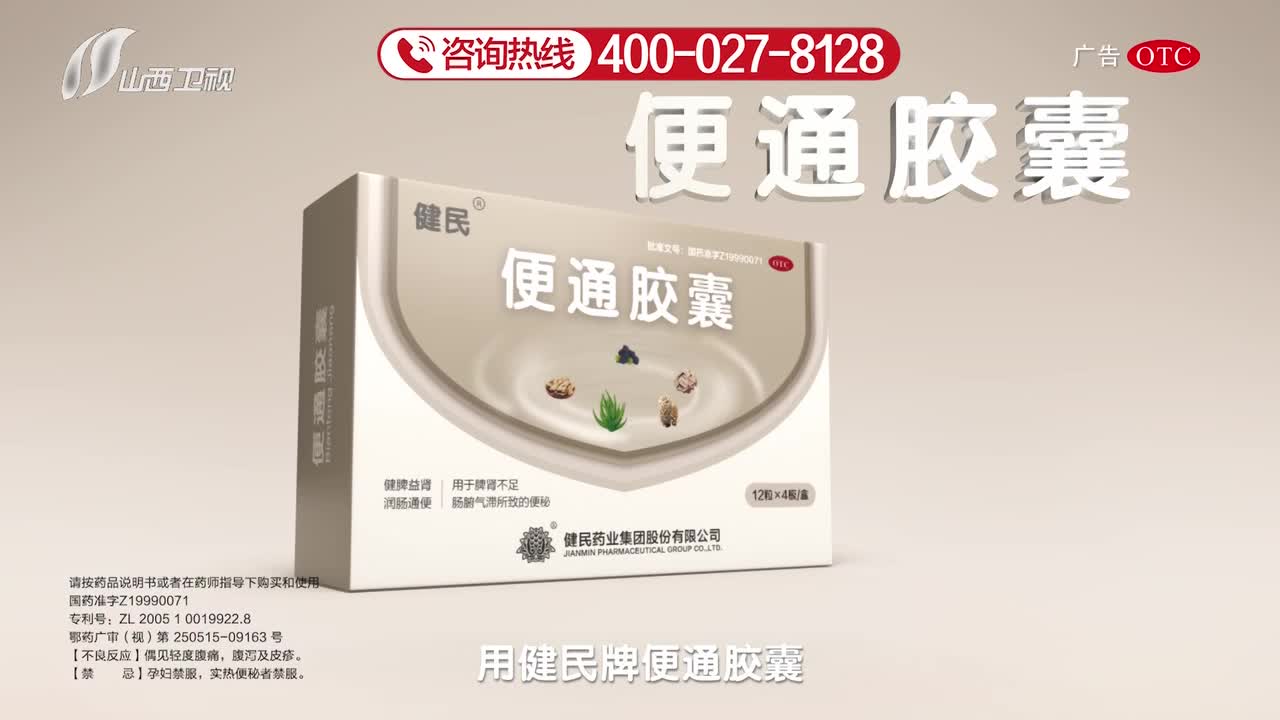 山西卫视
咨询热线 400-027-8128
广告 OTC
便通胶囊
健民®
批准文号：国药准字Z19990071 OTC
便通胶囊
便通胶囊
Biantong Jiaonang
健脾益肾
润肠通便
用于脾肾不足
肠腑气滞所致的便秘
12粒×4板/盒
健民药业集团股份有限公司
JIANMIN PHARMACEUTICAL GROUP CO.,LTD.
请按药品说明书或者在药师指导下购买和使用
国药准字Z19990071
专利号：ZL 2005 1 0019922.8
鄂药广审（视）第 250515-09163 号
【不良反应】偶见轻度腹痛，腹泻及皮疹。
忌】孕妇禁服，实热便秘者禁服。
用健民牌便通胶囊